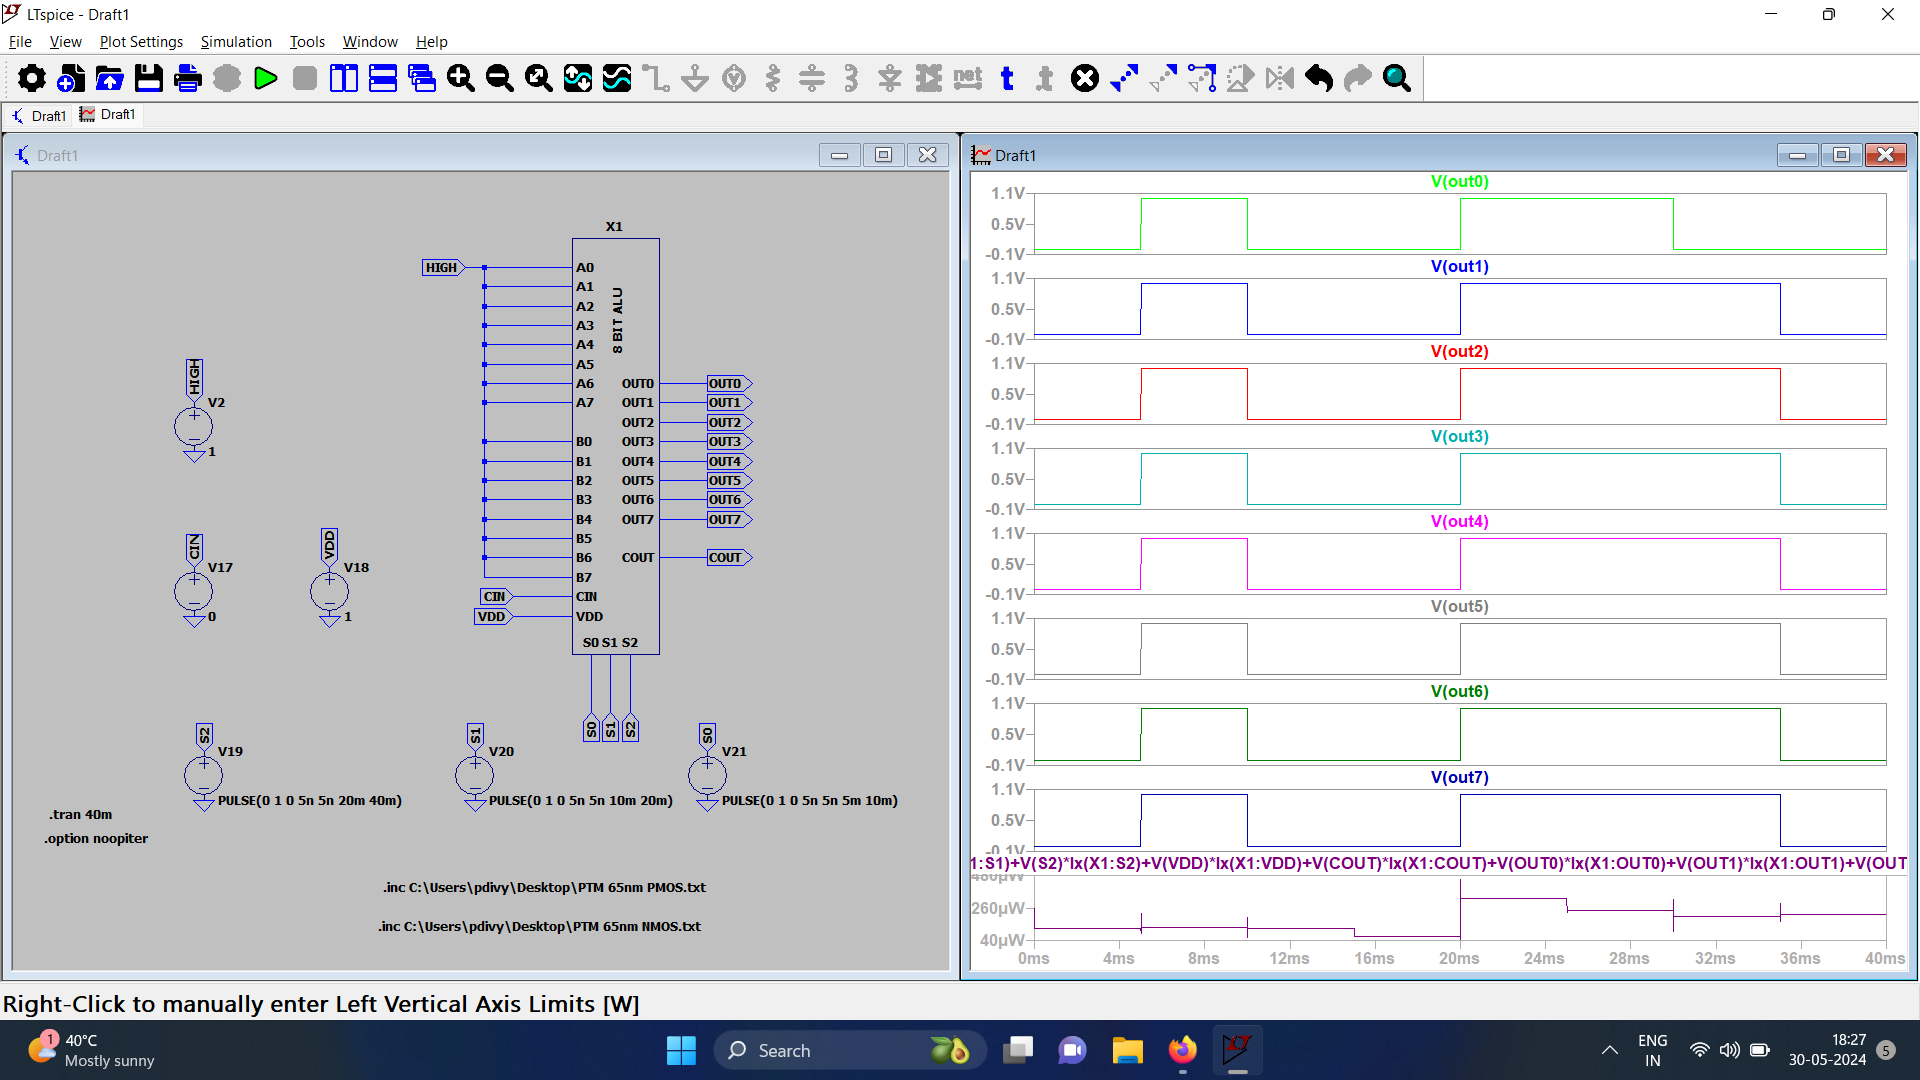 LTspice - Draft1
File View Plot Settings Simulation Tools Window Help
Draft1 Draft1
Draft1
X1
HIGH
A0
A1
A2
A3
A4
A5
A6
A7
8 BIT ALU
B0
B1
B2
B3
B4
B5
B6
B7
CIN CIN
VDD VDD
S0 S1 S2
OUT0 OUT0
OUT1 OUT1
OUT2 OUT2
OUT3 OUT3
OUT4 OUT4
OUT5 OUT5
OUT6 OUT6
OUT7 OUT7
COUT COUT
S0 S1 S2
HIGH
V2
1
CIN
V17
0
VDD
V18
1
S2
V19
PULSE(0 1 0 5n 5n 20m 40m)
S1
V20
PULSE(0 1 0 5n 5n 10m 20m)
S0
V21
PULSE(0 1 0 5n 5n 5m 10m)
.tran 40m
.option noopiter
.inc C:\Users\pdivy\Desktop\PTM 65nm PMOS.txt
.inc C:\Users\pdivy\Desktop\PTM 65nm NMOS.txt
Draft1
V(out0)
1.1V
0.5V
-0.1V
V(out1)
1.1V
0.5V
-0.1V
V(out2)
1.1V
0.5V
-0.1V
V(out3)
1.1V
0.5V
-0.1V
V(out4)
1.1V
0.5V
-0.1V
V(out5)
1.1V
0.5V
-0.1V
V(out6)
1.1V
0.5V
-0.1V
V(out7)
1.1V
0.5V
-0.1V
1:S1)+V(S2)*Ix(X1:S2)+V(VDD)*Ix(X1:VDD)+V(COUT)*Ix(X1:COUT)+V(OUT0)*Ix(X1:OUT0)+V(OUT1)*Ix(X1:OUT1)+V(OUT
480µW
260µW
40µW
0ms 4ms 8ms 12ms 16ms 20ms 24ms 28ms 32ms 36ms 40ms
Right-Click to manually enter Left Vertical Axis Limits [W]
1
40°C
Mostly sunny
Search
ENG
IN
18:27
30-05-2024
5